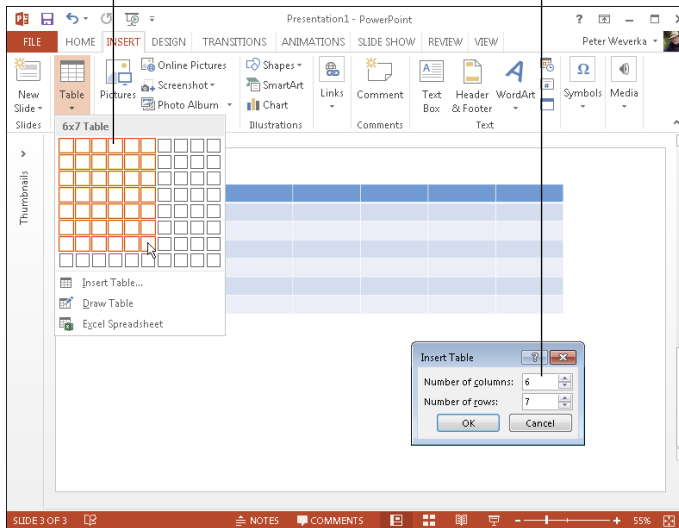 Presentation1 - PowerPoint
?
FILE HOME INSERT DESIGN TRANSITIONS ANIMATIONS SLIDE SHOW REVIEW VIEW Peter Weverka
New Slide
Table
Pictures
Online Pictures
Screenshot
Photo Album
Shapes
SmartArt
Chart
Links
Comment
Text Box
Header & Footer
WordArt
Symbols
Media
Slides
Illustrations
Comments
Text
6x7 Table
Thumbnails
Insert Table...
Draw Table
Excel Spreadsheet
Insert Table
?
Number of columns: 6
Number of rows: 7
OK Cancel
SLIDE 3 OF 3 NOTES COMMENTS 55%